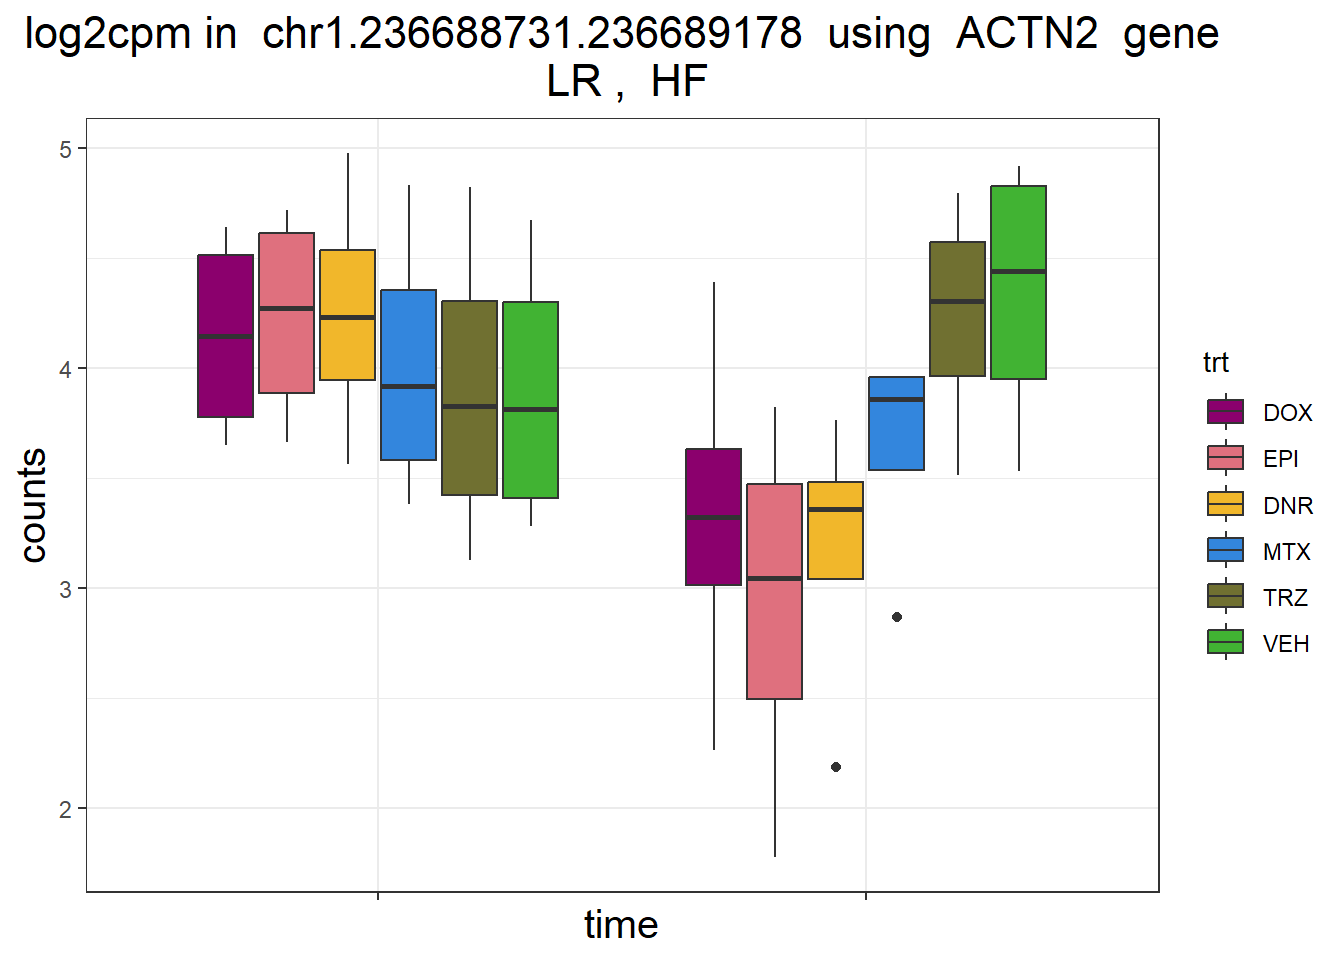 log2cpm in  chr1.236688731.236689178  using  ACTN2  gene
LR ,  HF
5
4
3
2
counts
time
trt
DOX
EPI
DNR
MTX
TRZ
VEH